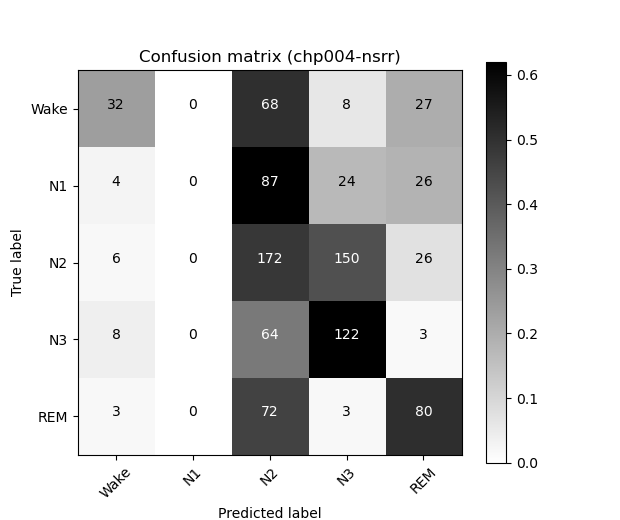 Confusion matrix (chp004-nsrr)
Wake 32 0 68 8 27
N1 4 0 87 24 26
N2 6 0 172 150 26
N3 8 0 64 122 3
REM 3 0 72 3 80
Wake N1 N2 N3 REM
Predicted label
True label
0.6
0.5
0.4
0.3
0.2
0.1
0.0